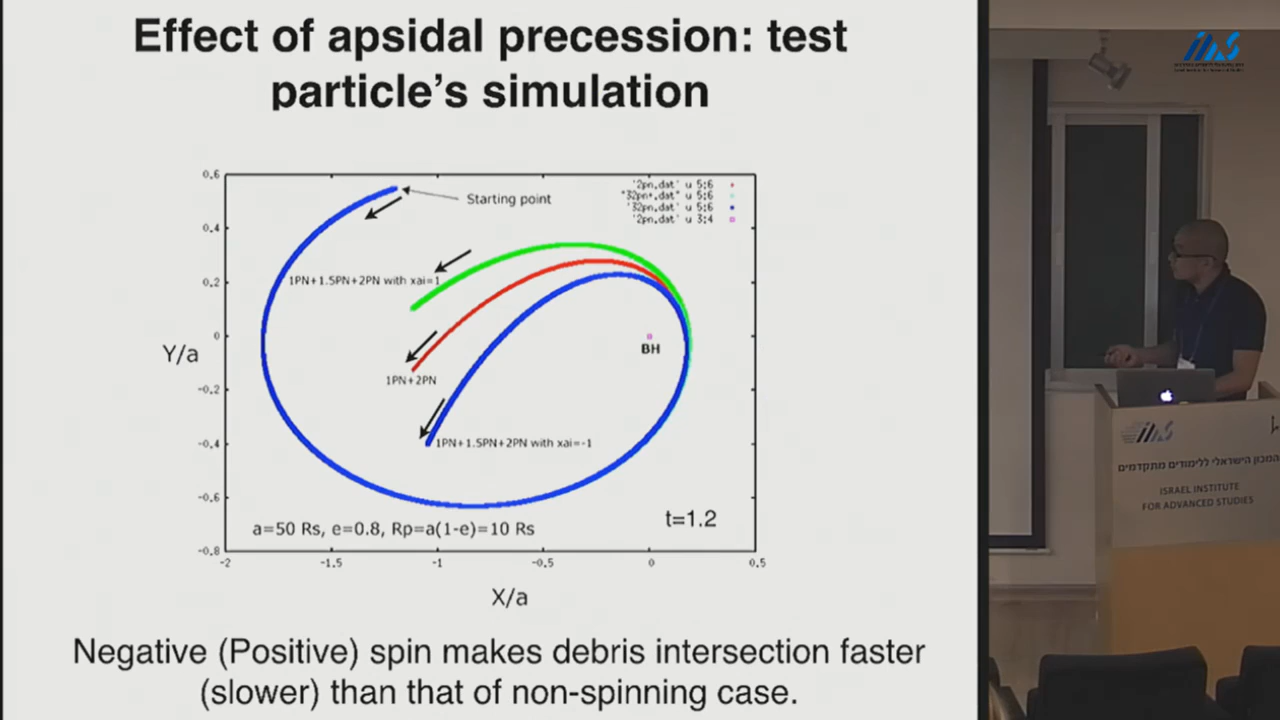 Effect of apsidal precession: test
particle's simulation
0.6
0.4
0.2
0
-0.2
-0.4
-0.6
-0.8
-2
-1.5
-1
-0.5
0
0.5
Y/a
X/a
Starting point
'2pn.dat' u 5:6
'32pn+.dat' u 5:6
'32pn.dat' u 5:6
'2pn.dat' u 3:4
1PN+1.5PN+2PN with xai=1
BH
1PN+2PN
1PN+1.5PN+2PN with xai=-1
t=1.2
a=50 Rs, e=0.8, Rp=a(1-e)=10 Rs
Negative (Positive) spin makes debris intersection faster
(slower) than that of non-spinning case.
IIAS
IIAS
המכון הישראלי ללימודים מתקדמים
ISRAEL INSTITUTE
FOR ADVANCED STUDIES